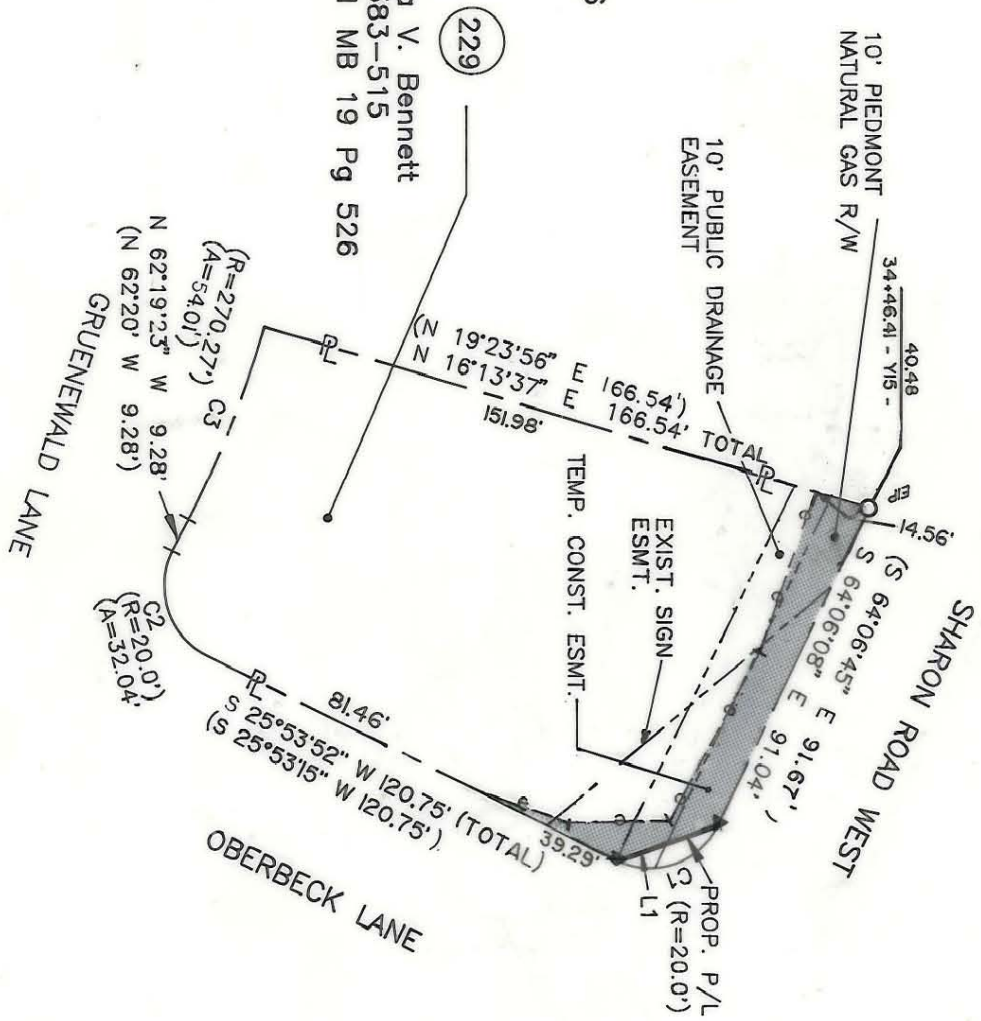 229
a V. Bennett
583-515
MB 19 Pg 526
10' PIEDMONT
NATURAL GAS R/W
40.48
34+46.41 - Y15 -
10' PUBLIC DRAINAGE
EASEMENT
EIP
14.56'
(S 64°06'45" E 91.67')
S 64°06'08" E 91.04'
SHARON ROAD WEST
(N 19°23'56" E 166.54')
N 16°13'37" E 166.54' TOTAL
151.98'
PL
PL
EXIST. SIGN
ESMT.
TEMP. CONST. ESMT.
PROP. P/L
C1 (R=20.0')
L1
39.29'
81.46'
PL
S 25°53'52" W 120.75' (TOTAL)
(S 25°53'15" W 120.75')
OBERBECK LANE
C2
(R=20.0')
(A=32.04'
(R=270.27') C3
(A=54.01')
N 62°19'23" W 9.28'
(N 62°20' W 9.28')
GRUENEWALD LANE